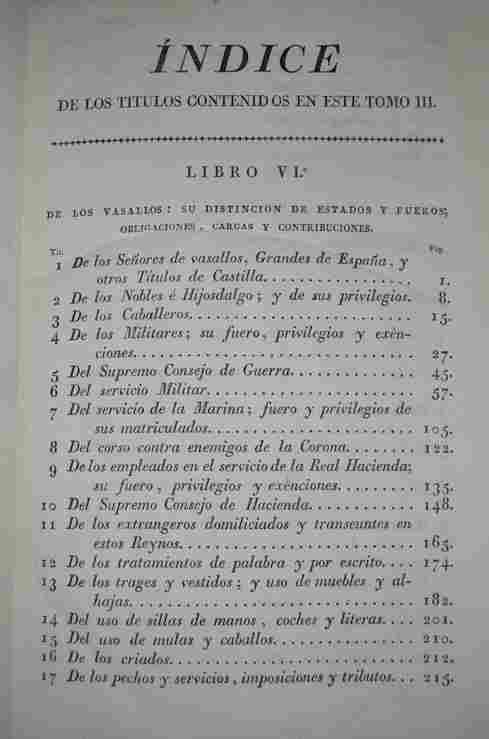 ÍNDICE
DE LOS TITULOS CONTENIDOS EN ESTE TOMO III.
LIBRO VI.º
DE LOS VASALLOS: SU DISTINCION DE ESTADOS Y FUEROS;
OBLIGACIONES, CARGAS Y CONTRIBUCIONES.
Tít. Pág.
1 De los Señores de vasallos, Grandes de España, y
otros Títulos de Castilla................ 1.
2 De los Nobles é Hijosdalgo; y de sus privilegios. 8.
3 De los Caballeros......................... 15.
4 De los Militares; su fuero, privilegios y exên-
ciones................................ 27.
5 Del Supremo Consejo de Guerra............. 45.
6 Del servicio Militar...................... 57.
7 Del servicio de la Marina; fuero y privilegios de
sus matriculados....................... 105.
8 Del corso contra enemigos de la Corona........ 122.
9 De los empleados en el servicio de la Real Hacienda;
su fuero, privilegios y exênciones......... 135.
10 Del Supremo Consejo de Hacienda............ 148.
11 De los extrangeros domiciliados y transeuntes en
estos Reynos.......................... 165.
12 De los tratamientos de palabra y por escrito.... 174.
13 De los trages y vestidos; y uso de muebles y al-
hajas................................ 182.
14 Del uso de sillas de manos, coches y literas.... 201.
15 Del uso de mulas y caballos............... 210.
16 De los criados......................... 212.
17 De los pechos y servicios, imposiciones y tributos... 215.